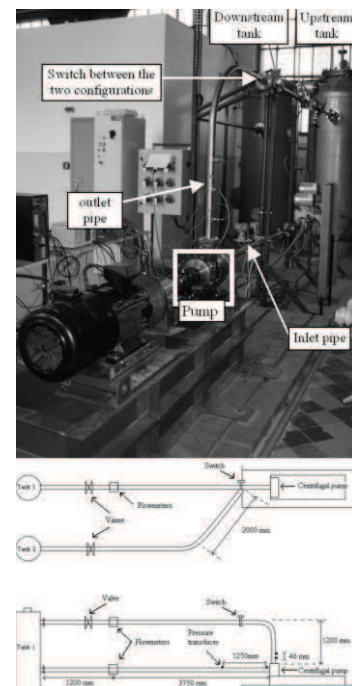 Downstream
tank
Upstream
tank
Switch between the
two configurations
outlet
pipe
Pump
Inlet pipe
Switch
Tank 1
Flowmeters
Centrifugal pump
Vanne
2000 mm
Tank 2
Valve
Switch
Pressure
transducer
1200 mm
Tank 1
Flowmeters
1250mm
40 mm
Centrifugal pump
1200 mm
3750 mm